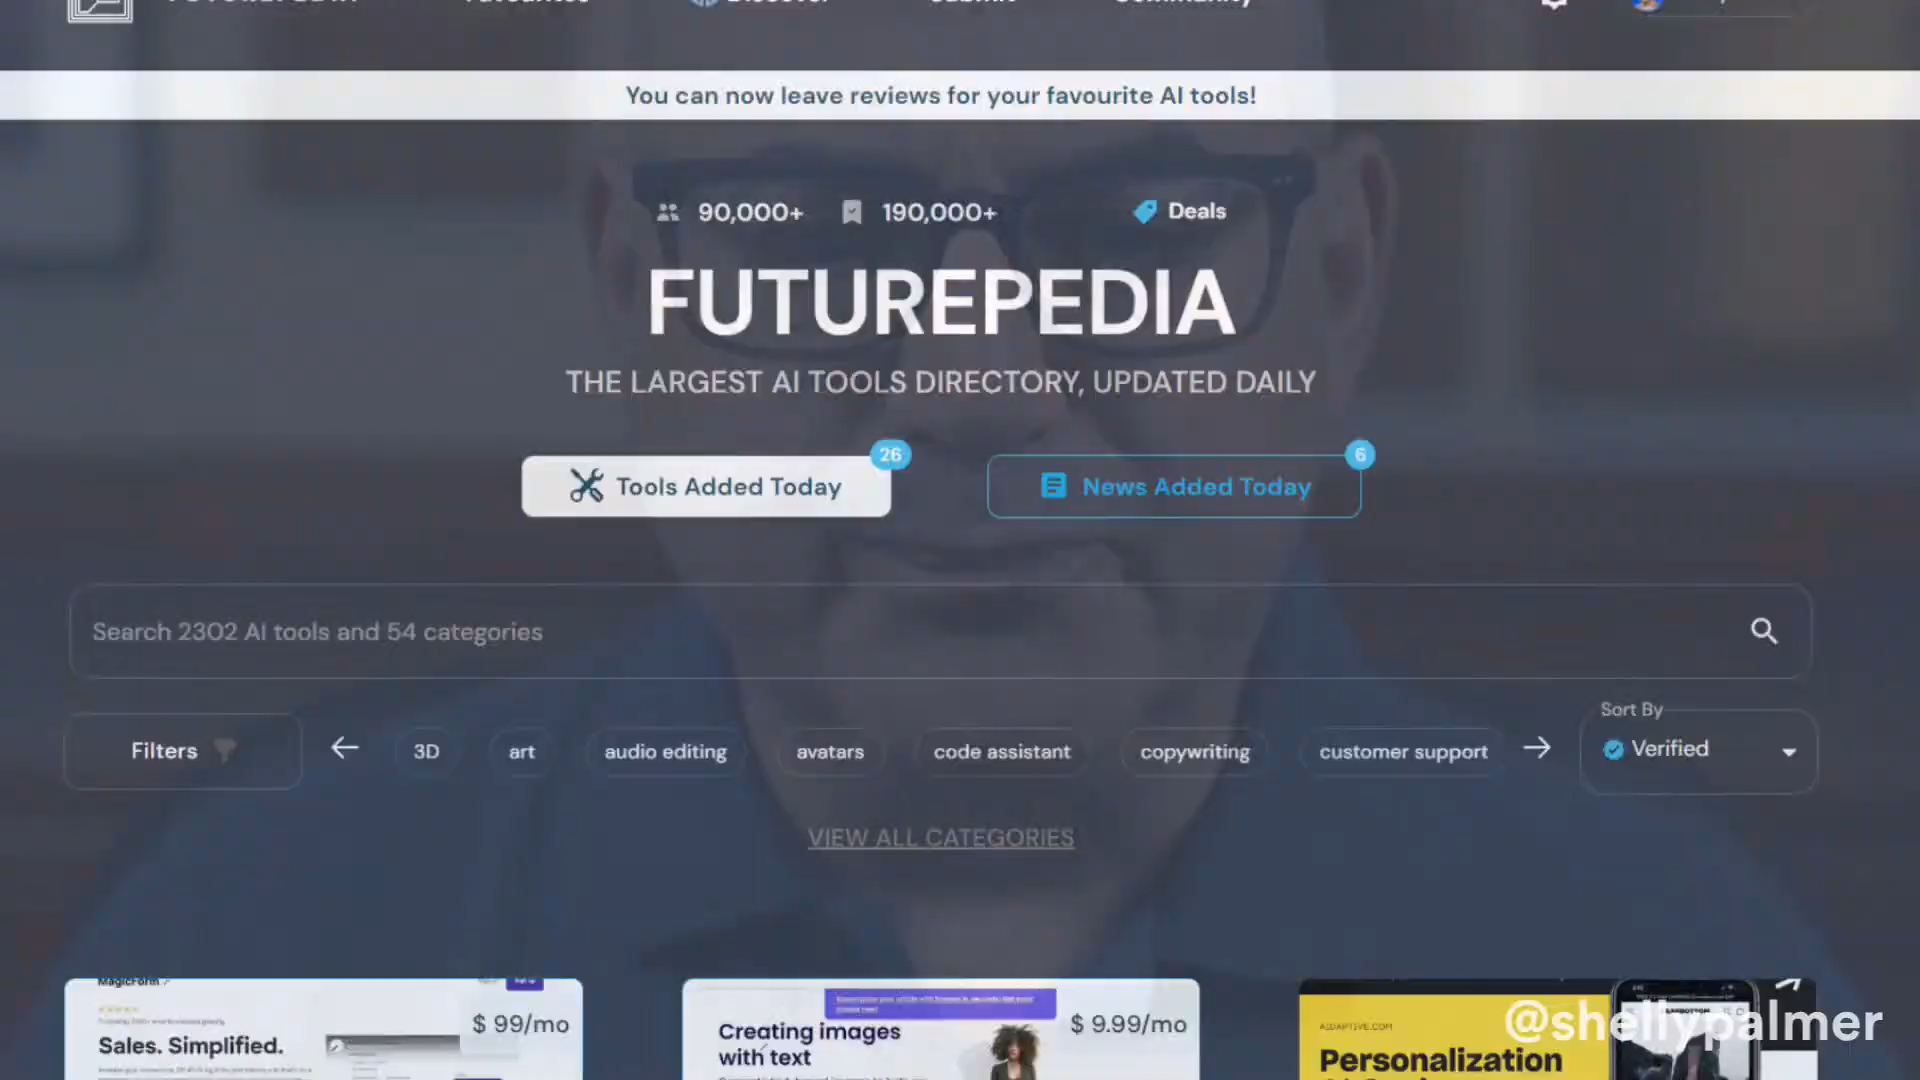 You can now leave reviews for your favourite AI tools!
90,000+ 190,000+ Deals
FUTUREPEDIA
THE LARGEST AI TOOLS DIRECTORY, UPDATED DAILY
26
6
Tools Added Today
News Added Today
Search 2302 AI tools and 54 categories
Sort By
Filters
3D
art
audio editing
avatars
code assistant
copywriting
customer support
Verified
VIEW ALL CATEGORIES
MagicForm
$ 99/mo
Sales. Simplified.
Creating images
with text
$ 9.99/mo
AIDAPTIVE.COM
Personalization
@shellypalmer